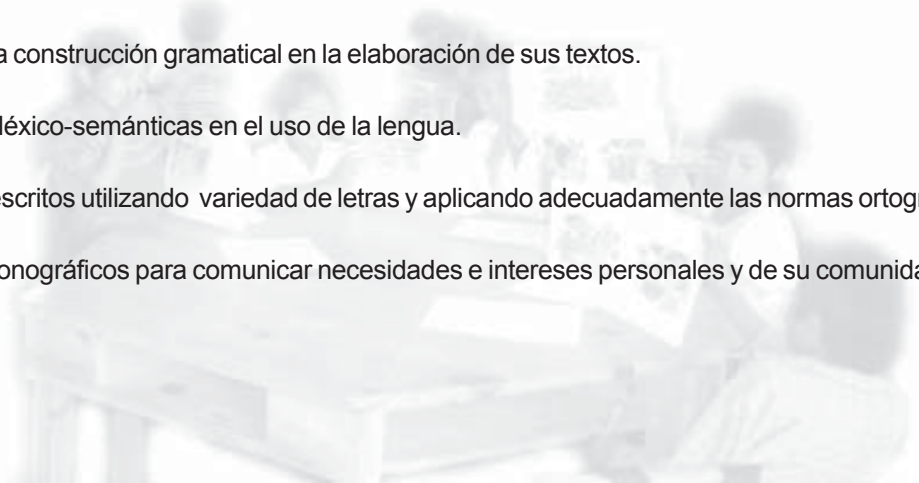 a construcción gramatical en la elaboración de sus textos.
léxico-semánticas en el uso de la lengua.
escritos utilizando variedad de letras y aplicando adecuadamente las normas ortogr
onográficos para comunicar necesidades e intereses personales y de su comunida